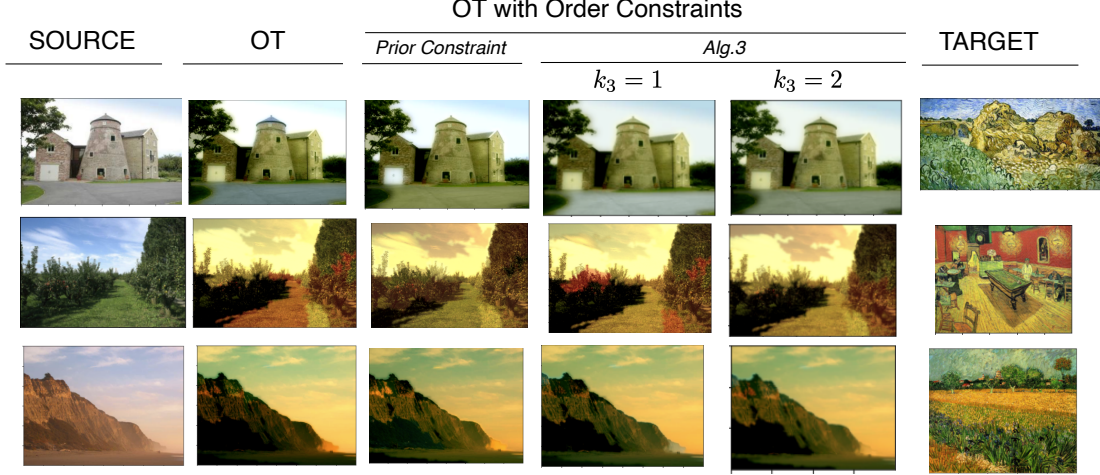 OT with Order Constraints
SOURCE OT Prior Constraint Alg.3 TARGET
k₃ = 1 k₃ = 2